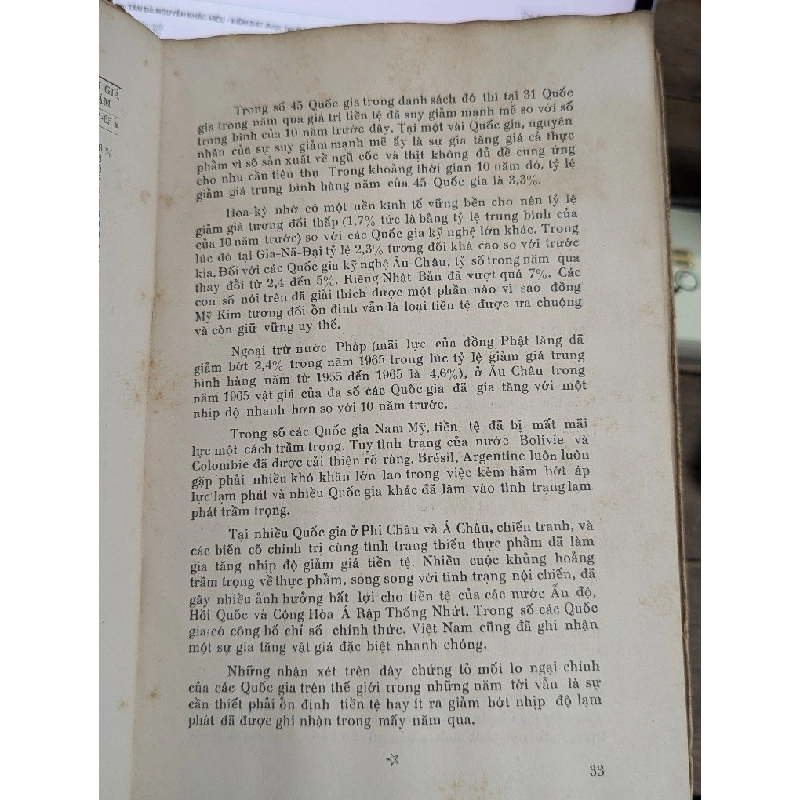 TẢN ĐÀ NGUYỄN KHẮC HIẾU
Trong số 45 Quốc gia trong danh sách đó thì tại 31 Quốc
gia trong năm qua giá trị tiền tệ đã suy giảm mạnh mẽ so với số
trung bình của 10 năm trước đây. Tại một vài Quốc gia, nguyên
nhân của sự suy giảm mạnh mẽ ấy là sự gia tăng giá cả thực
phẩm vì số sản xuất về ngũ cốc và thịt không đủ để cung ứng
cho nhu cầu tiêu thụ Trong khoảng thời gian 10 năm đó, tỷ lệ
giảm giá trung bình hàng năm của 45 Quốc gia là 3,3%.
Hoa-kỳ nhờ có một nền kinh tế vững bền cho nên tỷ lệ
giảm giá tương đối thấp (1,7% tức là bằng tỷ lệ trung bình của
của 10 năm trước) so với các Quốc gia kỹ nghệ lớn khác. Trong
lúc đó tại Gia-Nã-Đại tỷ lệ 2,3% tương đối khá cao so với trước
kia. Đối với các Quốc gia kỹ nghệ Âu Châu, tỷ số trong năm qua
thay đổi từ 2,4 đến 5%. Riêng Nhật Bản đã vượt quá 7%. Các
con số nói trên đã giải thích được một phần nào vì sao đồng
Mỹ Kim tương đối ổn định vẫn là loại tiền tệ được ưa chuộng
và còn giữ vững uy thế.
Ngoại trừ nước Pháp (mãi lực của đồng Phật lăng đã
giảm bớt 2,4% trong năm 1965 trong lúc tỷ lệ giảm giá trung
bình hàng năm từ 1955 đến 1965 là 4,6%), ở Âu Châu trong
năm 1965 vật giá của đa số các Quốc gia đã gia tăng với một
nhịp độ nhanh hơn so với 10 năm trước.
Trong số các Quốc gia Nam Mỹ, tiền tệ đã bị mất mãi
lực một cách trầm trọng. Tuy tình trạng của nước Bolivie và
Colombie đã được cải thiện rõ ràng, Brésil, Argentine luôn luôn
gặp phải nhiều khó khăn lớn lao trong việc kèm hãm bớt áp
lực lạm phát và nhiều Quốc gia khác đã lâm vào tình trạng lạm
phát trầm trọng.
Tại nhiều Quốc gia ở Phi Châu và Á Châu, chiến tranh, và
các biến cố chính trị cùng tình trạng thiếu thực phẩm đã làm
gia tăng nhịp độ giảm giá tiền tệ. Nhiều cuộc khủng hoảng
trầm trọng về thực phẩm, song song với tình trạng nội chiến, đã
gây nhiều ảnh hưởng bất lợi cho tiền tệ của các nước Ấn độ,
Hồi Quốc và Cộng Hòa Á Rập Thống Nhứt. Trong số các Quốc
gia có công bố chỉ số chính thức, Việt Nam cũng đã ghi nhận
một sự gia tăng vật giá đặc biệt nhanh chóng.
Những nhận xét trên đây chứng tỏ mối lo ngại chính
của các Quốc gia trên thế giới trong những năm tới vẫn là sự
cần thiết phải ổn định tiền tệ hay ít ra giảm bớt nhịp độ lạm
phát đã được ghi nhận trong mấy năm qua.
33